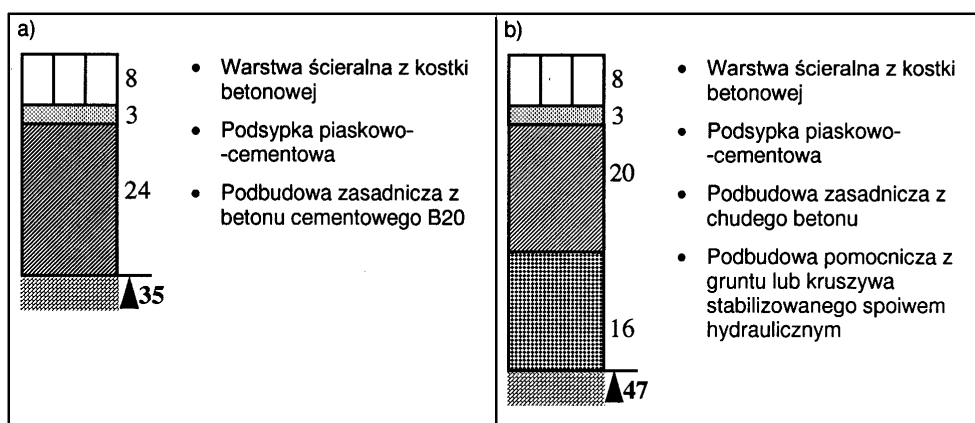 a)
8
3
24
35
• Warstwa ścieralna z kostki
betonowej
• Podsypka piaskowo-
-cementowa
• Podbudowa zasadnicza z
betonu cementowego B20
b)
8
3
20
16
47
• Warstwa ścieralna z kostki
betonowej
• Podsypka piaskowo-
-cementowa
• Podbudowa zasadnicza z
chudego betonu
• Podbudowa pomocnicza z
gruntu lub kruszywa
stabilizowanego spoiwem
hydraulicznym